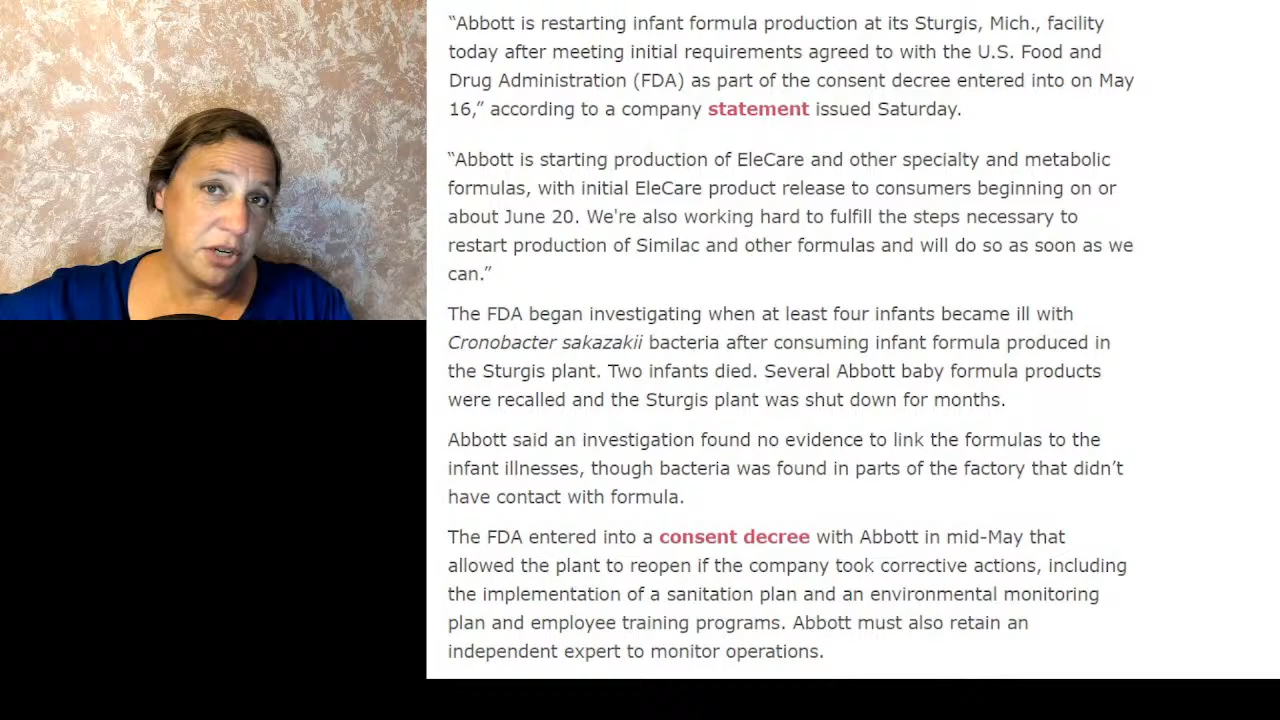 “Abbott is restarting infant formula production at its Sturgis, Mich., facility
today after meeting initial requirements agreed to with the U.S. Food and
Drug Administration (FDA) as part of the consent decree entered into on May
16,” according to a company statement issued Saturday.
“Abbott is starting production of EleCare and other specialty and metabolic
formulas, with initial EleCare product release to consumers beginning on or
about June 20. We're also working hard to fulfill the steps necessary to
restart production of Similac and other formulas and will do so as soon as we
can.”
The FDA began investigating when at least four infants became ill with
Cronobacter sakazakii bacteria after consuming infant formula produced in
the Sturgis plant. Two infants died. Several Abbott baby formula products
were recalled and the Sturgis plant was shut down for months.
Abbott said an investigation found no evidence to link the formulas to the
infant illnesses, though bacteria was found in parts of the factory that didn’t
have contact with formula.
The FDA entered into a consent decree with Abbott in mid-May that
allowed the plant to reopen if the company took corrective actions, including
the implementation of a sanitation plan and an environmental monitoring
plan and employee training programs. Abbott must also retain an
independent expert to monitor operations.